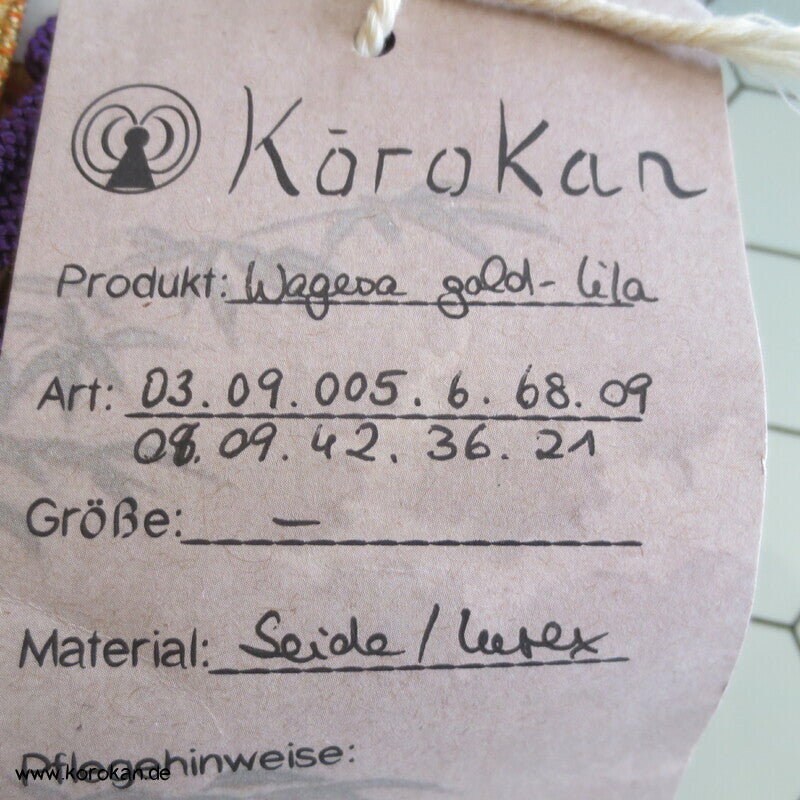 Kōrokan
Produkt: Wagesa gold-lila
Art: 03.09.005.6.68.09
08.09.42.36.21
Größe: —
Material: Seide / Lurex
Pflegehinweise:
www.korokan.de